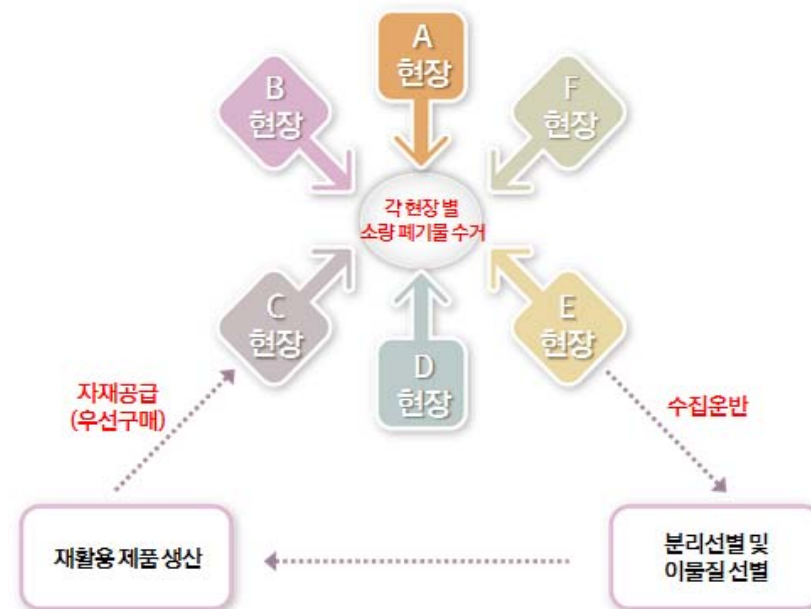 A
현장
B
현장
F
현장
각 현장 별
소량 폐기물 수거
C
현장
E
현장
D
현장
자재공급
(우선구매)
수집운반
재활용 제품 생산
분리선별 및
이물질 선별